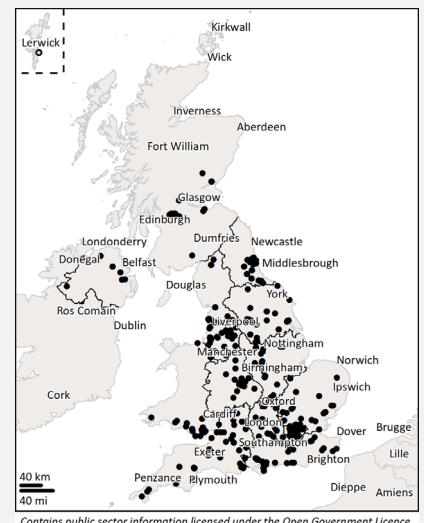 Kirkwall
Lerwick
Wick
Inverness
Aberdeen
Fort William
Glasgow
Edinburgh
Londonderry
Dumfries
Newcastle
Donegal
Belfast
Middlesbrough
Douglas
York
Ros Comain
Liverpool
Dublin
Nottingham
Manchester
Norwich
Birmingham
Ipswich
Cork
Oxford
Cardiff
London
Dover
Brugge
Southampton
Exeter
Brighton
Lille
Penzance
Plymouth
40 km
40 mi
Dieppe
Amiens
Contains public sector information licensed under the Open Government Licence